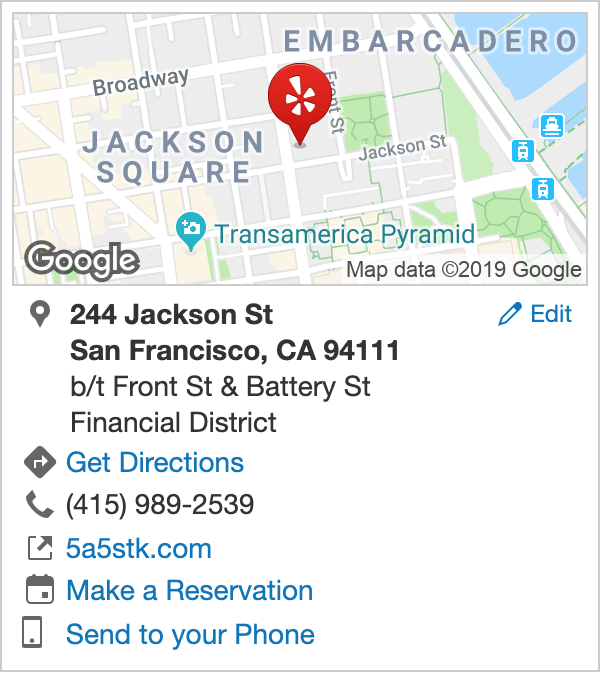 EMBARCADERO
Broadway
Front St
JACKSON
SQUARE
Jackson St
Transamerica Pyramid
Google
Map data ©2019 Google
244 Jackson St
Edit
San Francisco, CA 94111
b/t Front St & Battery St
Financial District
Get Directions
(415) 989-2539
5a5stk.com
Make a Reservation
Send to your Phone